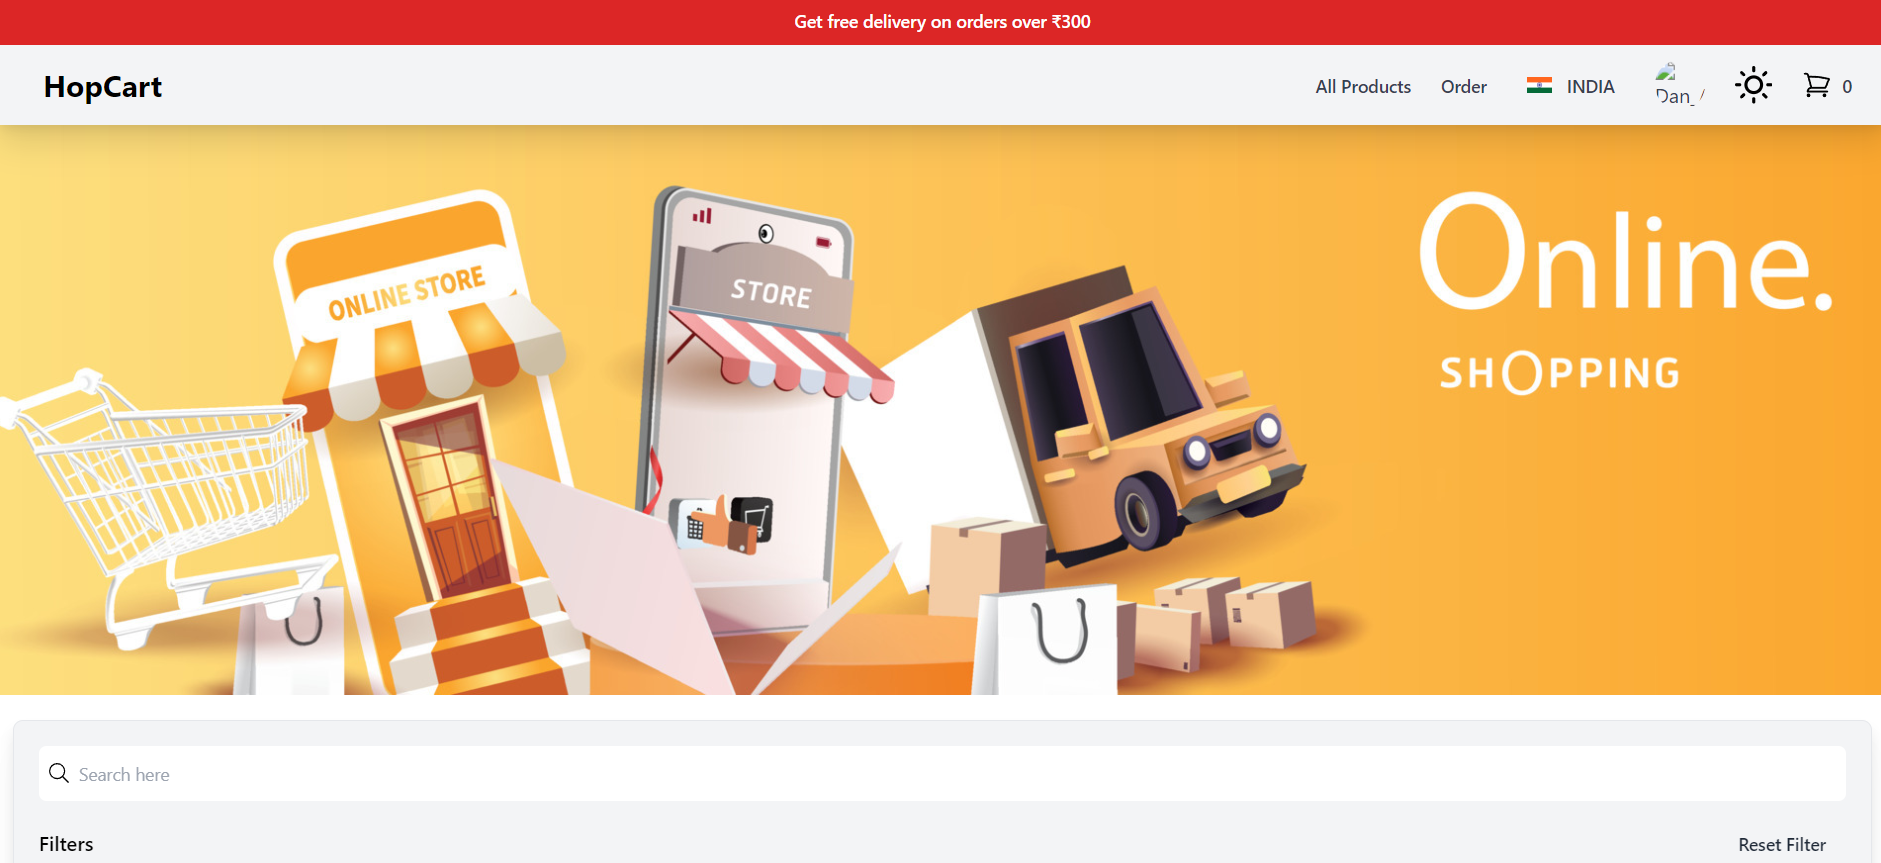 Get free delivery on orders over ₹300
HopCart
All Products
Order
INDIA
Dan_
0
ONLINE STORE
STORE
Online.
SHOPPING
Search here
Filters
Reset Filter